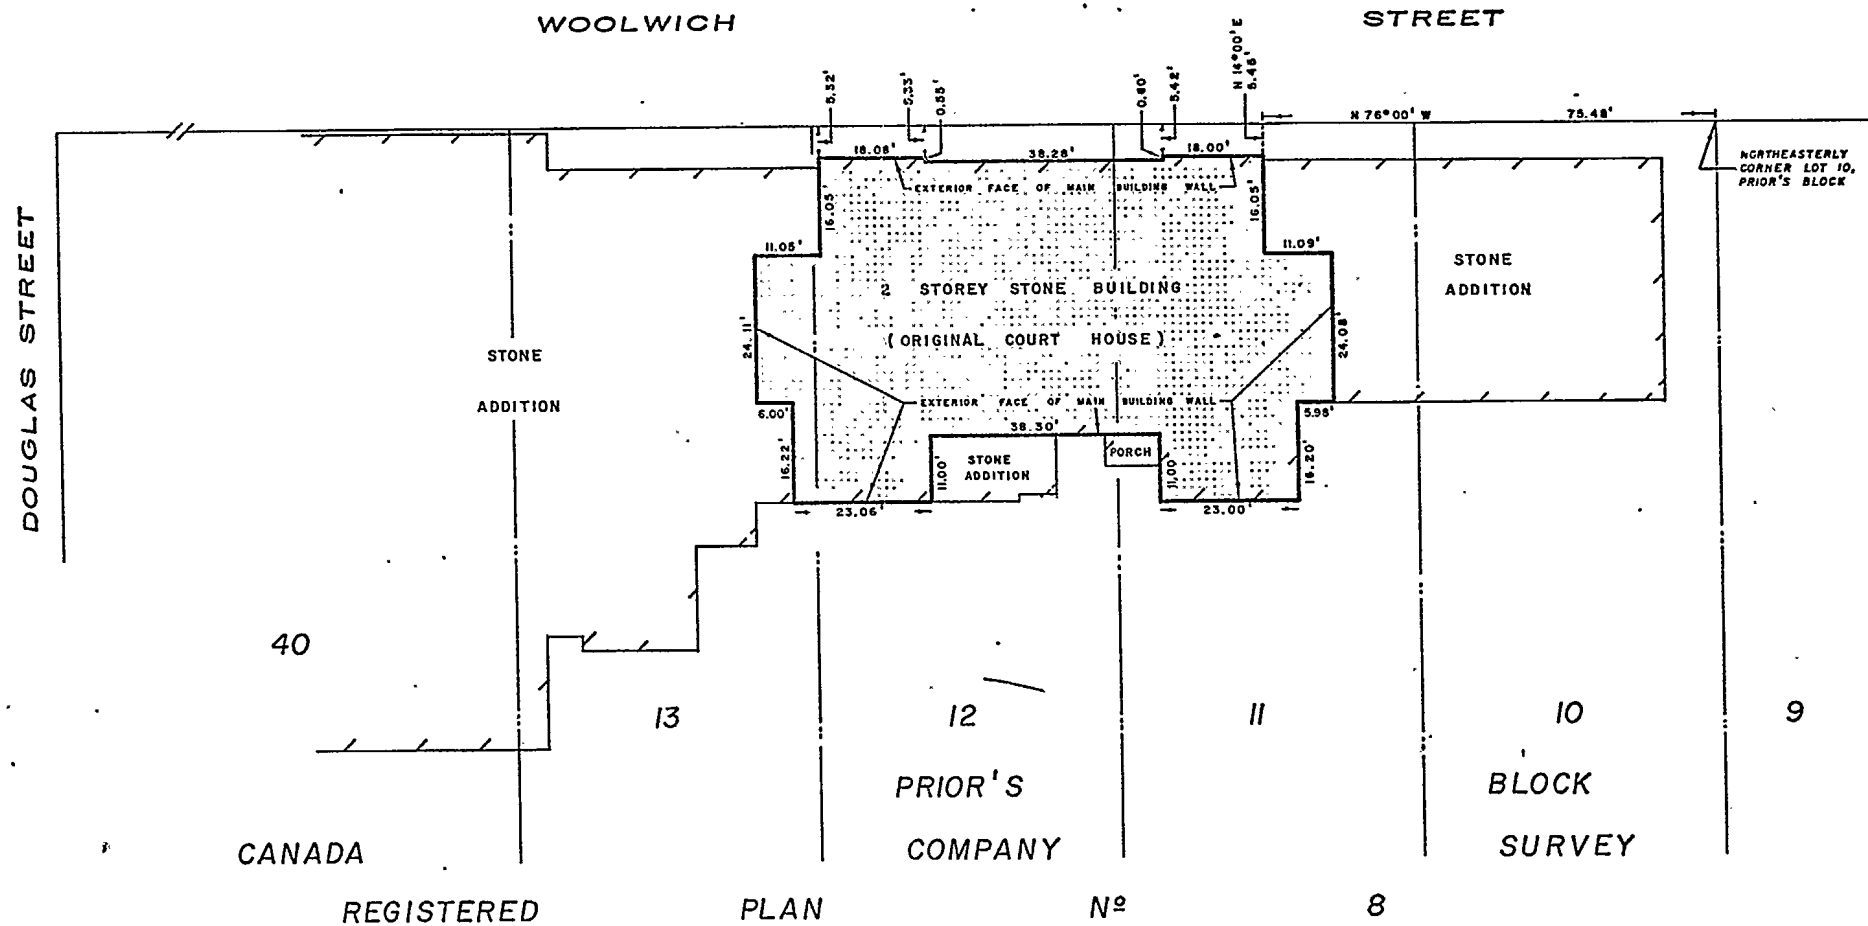 WOOLWICH STREET
5.32'
5.33'
0.55'
0.60'
5.42'
N 14°00' E
5.46'
N 76°00' W 75.48'
NORTHEASTERLY
CORNER LOT 10,
PRIOR'S BLOCK
18.08' 38.28' 18.00'
EXTERIOR FACE OF MAIN BUILDING WALL
16.05' 16.05'
11.05' 11.09'
DOUGLAS STREET
STONE
ADDITION
2 STOREY STONE BUILDING
(ORIGINAL COURT HOUSE)
STONE
ADDITION
24.11' 24.08'
EXTERIOR FACE OF MAIN BUILDING WALL
6.00' 5.98'
38.30'
16.22' 11.00'
STONE
ADDITION
PORCH
11.00' 16.20'
23.06' 23.00'
40
13 12 11 10 9
PRIOR'S BLOCK
CANADA COMPANY SURVEY
REGISTERED PLAN Nº 8